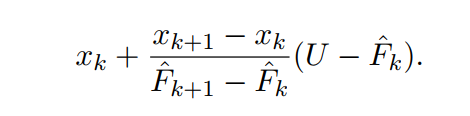 x_k + \frac{x_{k+1} - x_k}{\hat{F}_{k+1} - \hat{F}_k}(U - \hat{F}_k).